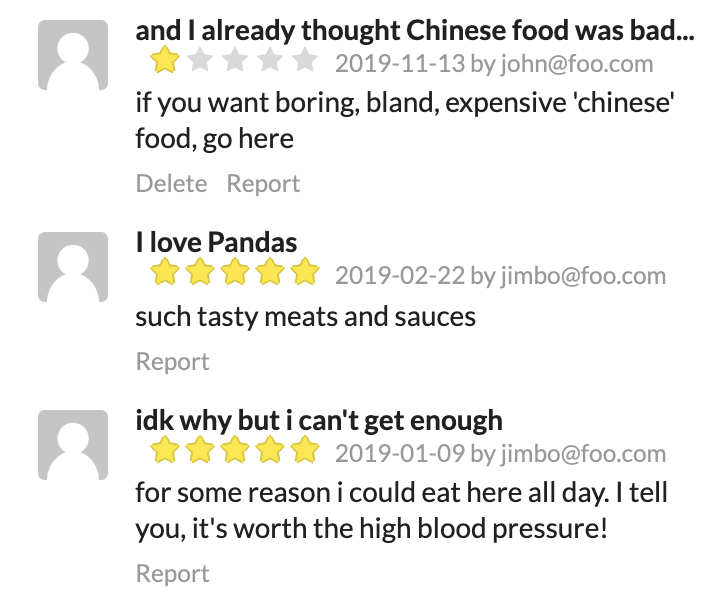 and I already thought Chinese food was bad...
2019-11-13 by john@foo.com
if you want boring, bland, expensive 'chinese'
food, go here
Delete Report
I love Pandas
2019-02-22 by jimbo@foo.com
such tasty meats and sauces
Report
idk why but i can't get enough
2019-01-09 by jimbo@foo.com
for some reason i could eat here all day. I tell
you, it's worth the high blood pressure!
Report